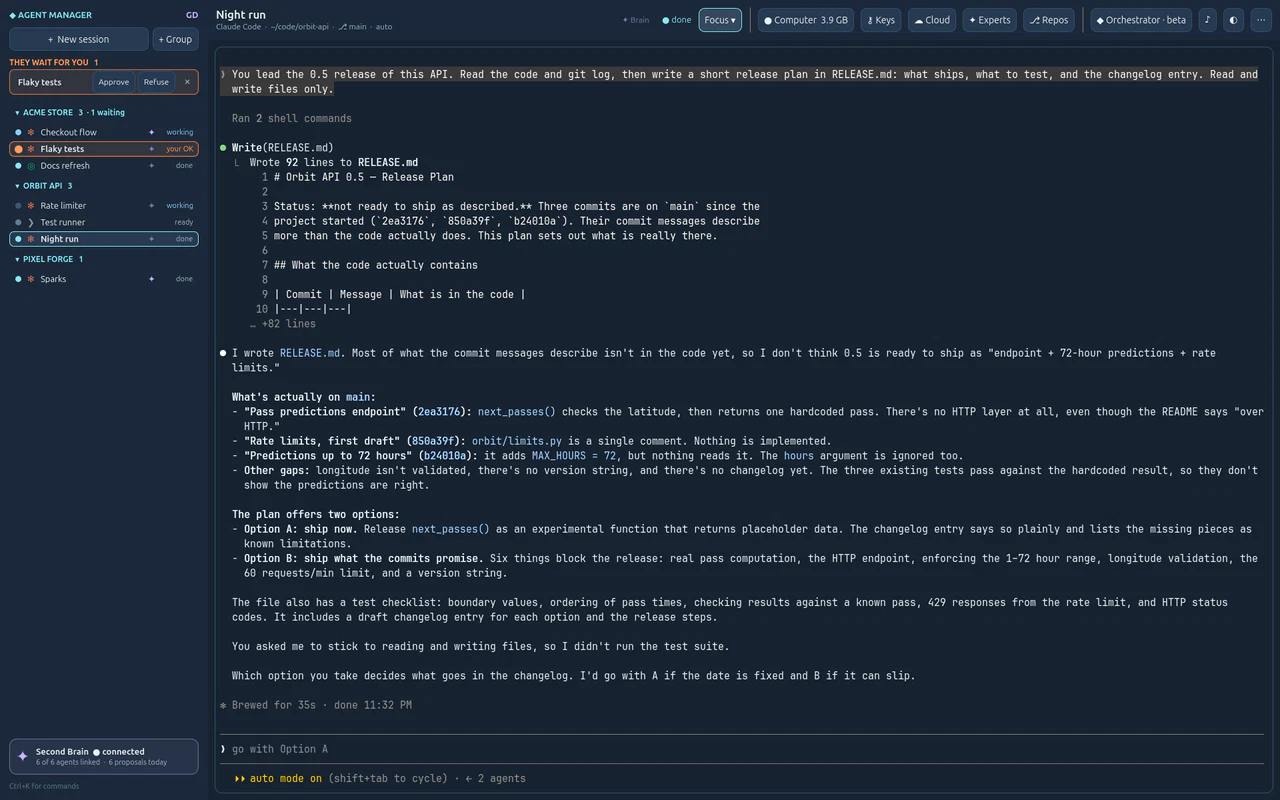 ◆ AGENT MANAGER GD
+ New session + Group
THEY WAIT FOR YOU 1
Flaky tests Approve Refuse ×
▾ ACME STORE 3 · 1 waiting
Checkout flow working
Flaky tests your OK
Docs refresh done
▾ ORBIT API 3
Rate limiter working
❯ Test runner ready
Night run done
▾ PIXEL FORGE 1
Sparks done
Second Brain ● connected
6 of 6 agents linked · 6 proposals today
Ctrl+K for commands
Night run
Claude Code · ~/code/orbit-api · ⎇ main · auto
✦ Brain ● done Focus ▾ ● Computer 3.9 GB Keys ☁ Cloud ✦ Experts ⎇ Repos ◆ Orchestrator · beta ♪ ◐ ⋯
❯ You lead the 0.5 release of this API. Read the code and git log, then write a short release plan in RELEASE.md: what ships, what to test, and the changelog entry. Read and
write files only.
Ran 2 shell commands
● Write(RELEASE.md)
└ Wrote 92 lines to RELEASE.md
1 # Orbit API 0.5 — Release Plan
2
3 Status: **not ready to ship as described.** Three commits are on `main` since the
4 project started (`2ea3176`, `850a39f`, `b24010a`). Their commit messages describe
5 more than the code actually does. This plan sets out what is really there.
6
7 ## What the code actually contains
8
9 | Commit | Message | What is in the code |
10 |---|---|---|
… +82 lines
● I wrote RELEASE.md. Most of what the commit messages describe isn't in the code yet, so I don't think 0.5 is ready to ship as "endpoint + 72-hour predictions + rate
limits."
What's actually on main:
- "Pass predictions endpoint" (2ea3176): next_passes() checks the latitude, then returns one hardcoded pass. There's no HTTP layer at all, even though the README says "over
HTTP."
- "Rate limits, first draft" (850a39f): orbit/limits.py is a single comment. Nothing is implemented.
- "Predictions up to 72 hours" (b24010a): it adds MAX_HOURS = 72, but nothing reads it. The hours argument is ignored too.
- Other gaps: longitude isn't validated, there's no version string, and there's no changelog yet. The three existing tests pass against the hardcoded result, so they don't
show the predictions are right.
The plan offers two options:
- Option A: ship now. Release next_passes() as an experimental function that returns placeholder data. The changelog entry says so plainly and lists the missing pieces as
known limitations.
- Option B: ship what the commits promise. Six things block the release: real pass computation, the HTTP endpoint, enforcing the 1–72 hour range, longitude validation, the
60 requests/min limit, and a version string.
The file also has a test checklist: boundary values, ordering of pass times, checking results against a known pass, 429 responses from the rate limit, and HTTP status
codes. It includes a draft changelog entry for each option and the release steps.
You asked me to stick to reading and writing files, so I didn't run the test suite.
Which option you take decides what goes in the changelog. I'd go with A if the date is fixed and B if it can slip.
✻ Brewed for 35s · done 11:32 PM
❯ go with Option A
⏵⏵ auto mode on (shift+tab to cycle) · ← 2 agents